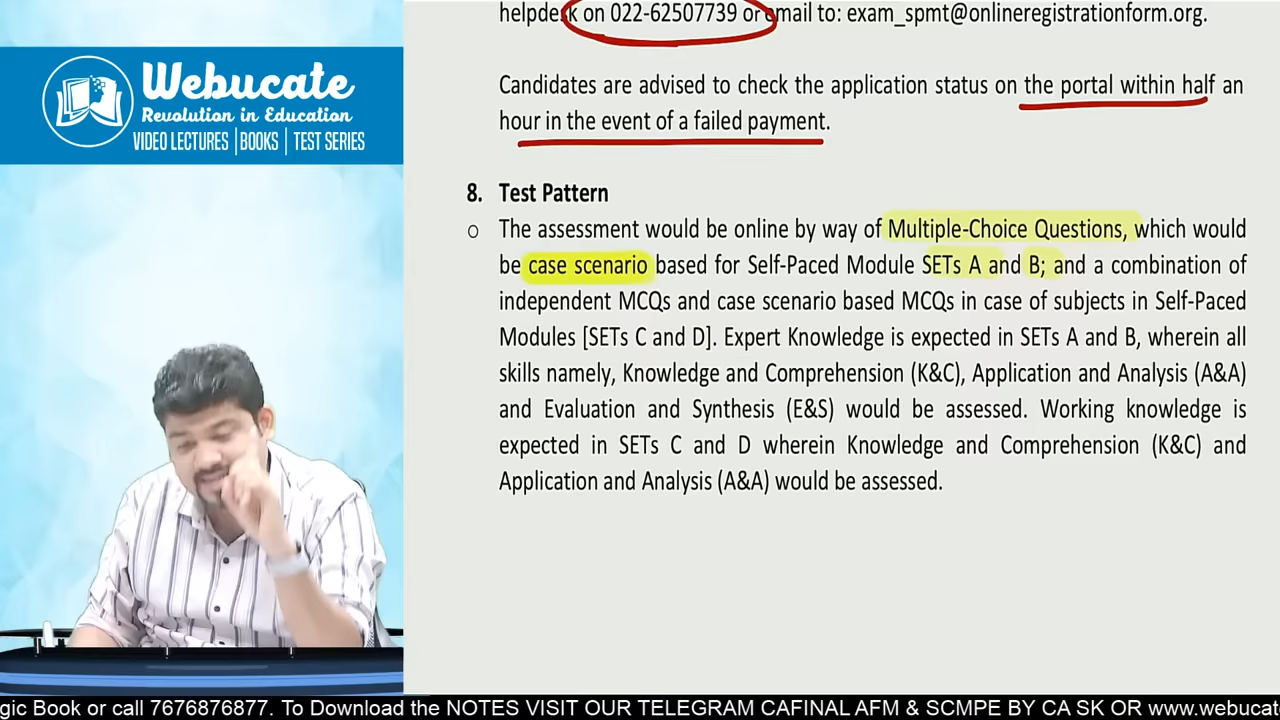 helpdesk on 022-62507739 or email to: exam_spmt@onlineregistrationform.org.
Webucate
Revolution in Education
VIDEO LECTURES | BOOKS | TEST SERIES
Candidates are advised to check the application status on the portal within half an
hour in the event of a failed payment.
8. Test Pattern
o The assessment would be online by way of Multiple-Choice Questions, which would
be case scenario based for Self-Paced Module SETs A and B; and a combination of
independent MCQs and case scenario based MCQs in case of subjects in Self-Paced
Modules [SETs C and D]. Expert Knowledge is expected in SETs A and B, wherein all
skills namely, Knowledge and Comprehension (K&C), Application and Analysis (A&A)
and Evaluation and Synthesis (E&S) would be assessed. Working knowledge is
expected in SETs C and D wherein Knowledge and Comprehension (K&C) and
Application and Analysis (A&A) would be assessed.
gic Book or call 7676876877. To Download the NOTES VISIT OUR TELEGRAM CAFINAL AFM & SCMPE BY CA SK OR www.webucat